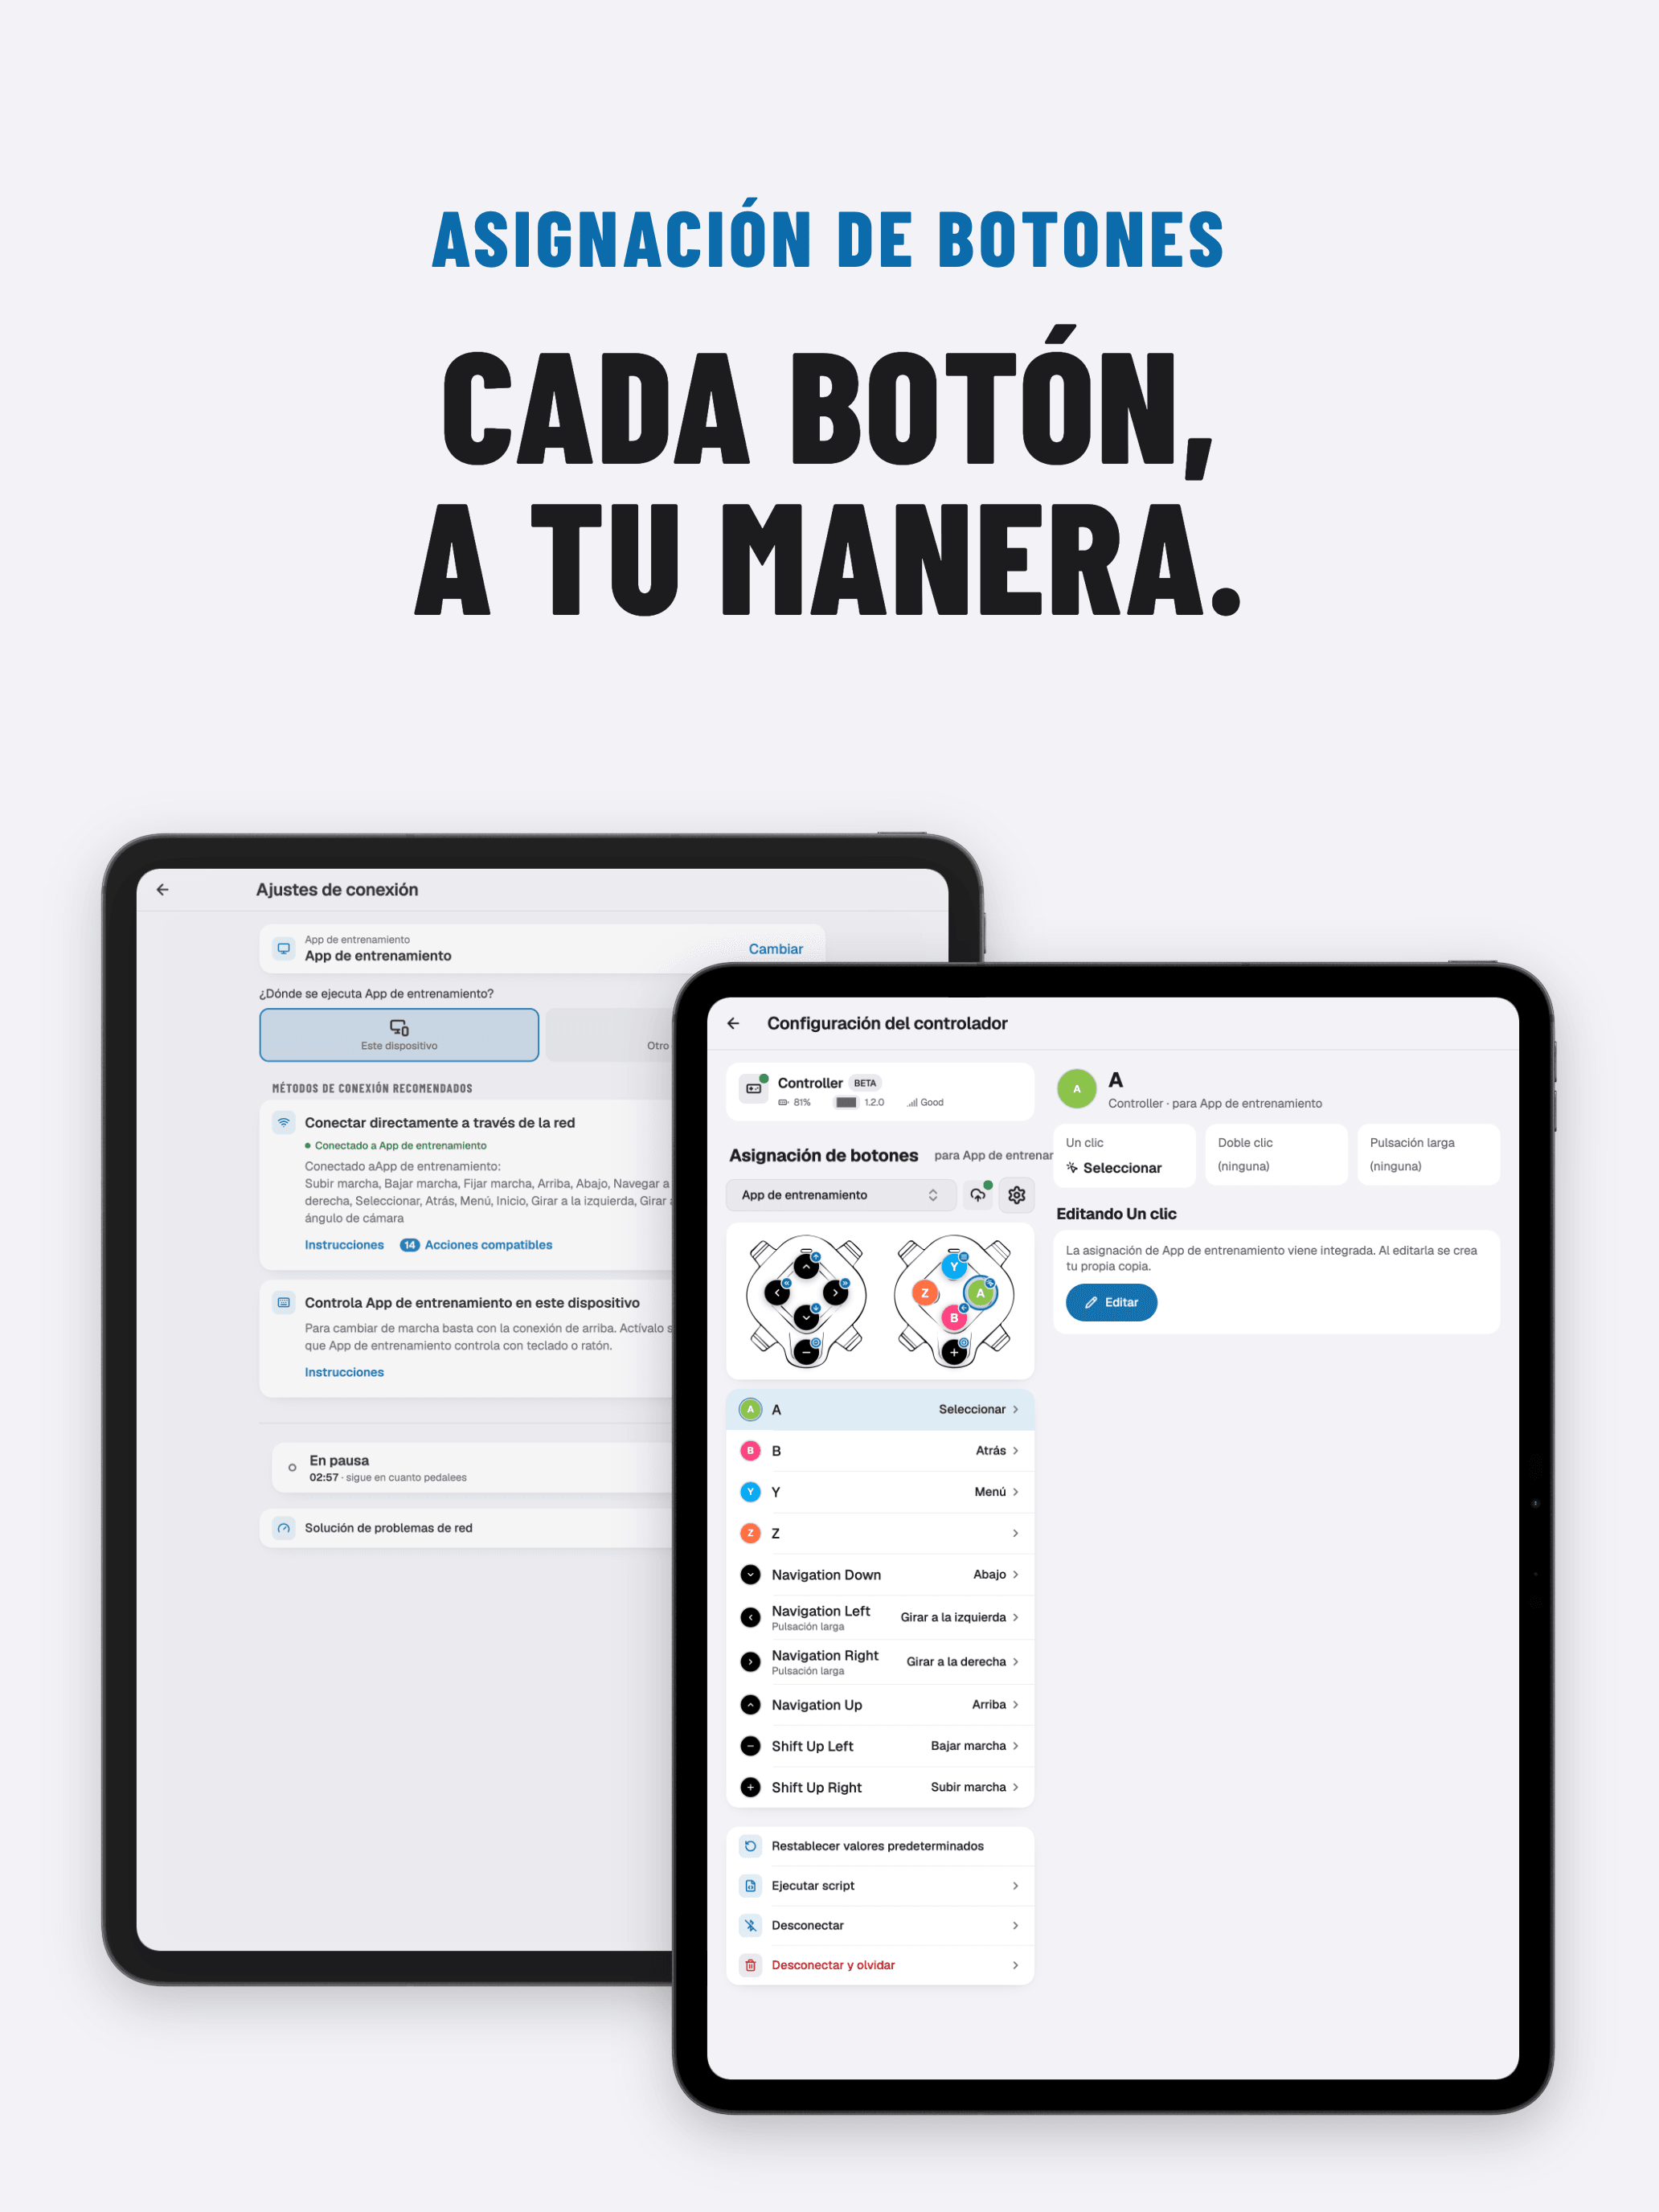 ASIGNACIÓN DE BOTONES
CADA BOTÓN,
A TU MANERA.
Ajustes de conexión
App de entrenamiento
App de entrenamiento
Cambiar
¿Dónde se ejecuta App de entrenamiento?
Este dispositivo
Otro
MÉTODOS DE CONEXIÓN RECOMENDADOS
Conectar directamente a través de la red
Conectado a App de entrenamiento
Conectado aApp de entrenamiento:
Subir marcha, Bajar marcha, Fijar marcha, Arriba, Abajo, Navegar a
derecha, Seleccionar, Atrás, Menú, Inicio, Girar a la izquierda, Girar
ángulo de cámara
Instrucciones
14 Acciones compatibles
Controla App de entrenamiento en este dispositivo
Para cambiar de marcha basta con la conexión de arriba. Actívalo
que App de entrenamiento controla con teclado o ratón.
Instrucciones
En pausa
02:57 · sigue en cuanto pedalees
Solución de problemas de red
Configuración del controlador
Controller BETA
81% 1.2.0 Good
Asignación de botones para App de entrenar
App de entrenamiento
Y
Z
A
B
A Seleccionar
B Atrás
Y Menú
Z
Navigation Down Abajo
Navigation Left Girar a la izquierda
Pulsación larga
Navigation Right Girar a la derecha
Pulsación larga
Navigation Up Arriba
Shift Up Left Bajar marcha
Shift Up Right Subir marcha
Restablecer valores predeterminados
Ejecutar script
Desconectar
Desconectar y olvidar
A A
Controller · para App de entrenamiento
Un clic
Seleccionar
Doble clic
(ninguna)
Pulsación larga
(ninguna)
Editando Un clic
La asignación de App de entrenamiento viene integrada. Al editarla se crea
tu propia copia.
Editar